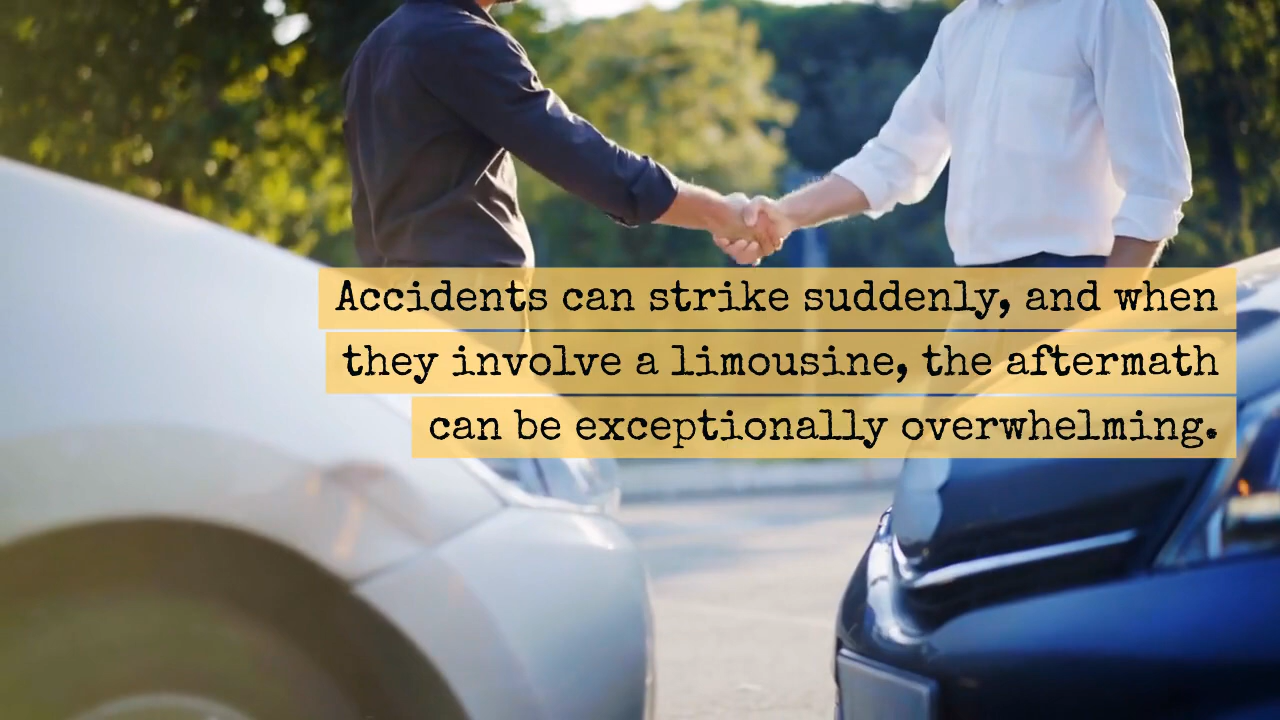 Accidents can strike suddenly, and when
they involve a limousine, the aftermath
can be exceptionally overwhelming.